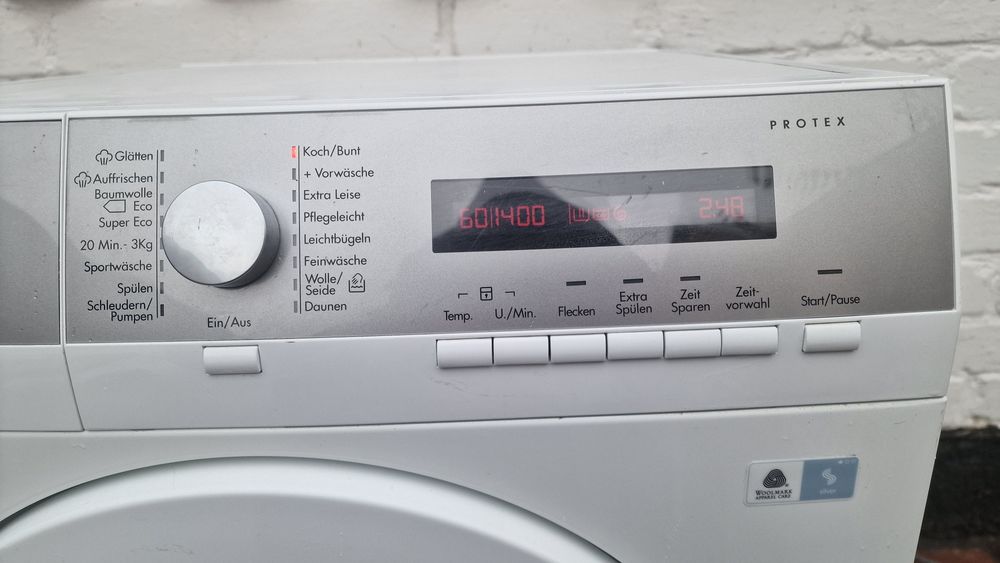 PROTEX
Glätten
Auffrischen
Baumwolle
Eco
Super Eco
20 Min.- 3Kg
Sportwäsche
Spülen
Schleudern/
Pumpen
Koch/Bunt
+ Vorwäsche
Extra Leise
Pflegeleicht
Leichtbügeln
Feinwäsche
Wolle/
Seide
Daunen
Ein/Aus
60 1400
2:48
Temp.
U./Min.
Flecken
Extra
Spülen
Zeit
Sparen
Zeit-
vorwahl
Start/Pause
WOOLMARK
APPAREL CARE
silver